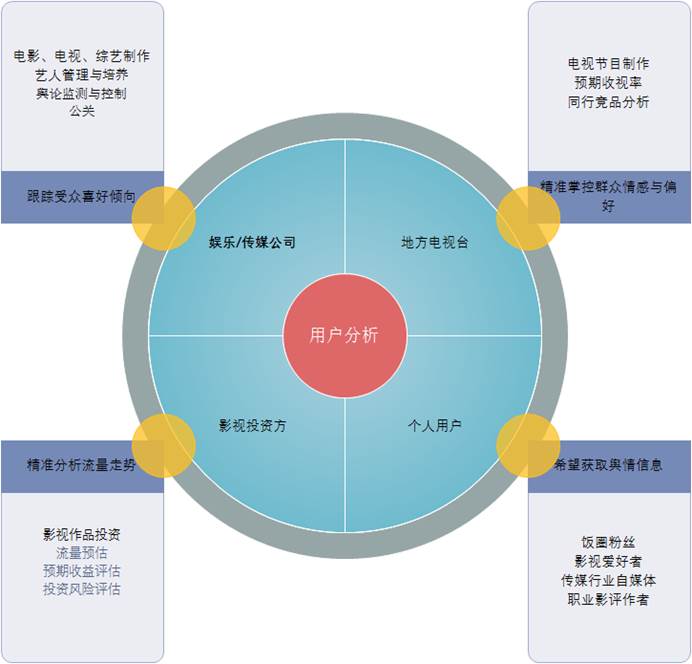 电影、电视、综艺制作
艺人管理与培养
舆论监测与控制
公关
跟踪受众喜好倾向
电视节目制作
预期收视率
同行竞品分析
精准掌控群众情感与偏
好
娱乐/传媒公司
地方电视台
用户分析
影视投资方
个人用户
精准分析流量走势
影视作品投资
流量预估
预期收益评估
投资风险评估
希望获取舆情信息
饭圈粉丝
影视爱好者
传媒行业自媒体
职业影评作者